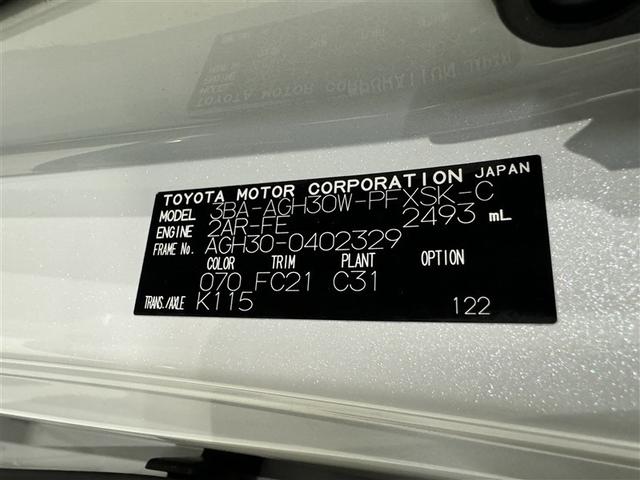 TOYOTA MOTOR CORPORATION JAPAN
MODEL 3BA-AGH30W-PFXSK-C
ENGINE 2AR-FE 2493 mL
FRAME No. AGH30-0402329
COLOR TRIM PLANT OPTION
070 FC21 C31
TRANS./AXLE K115 122